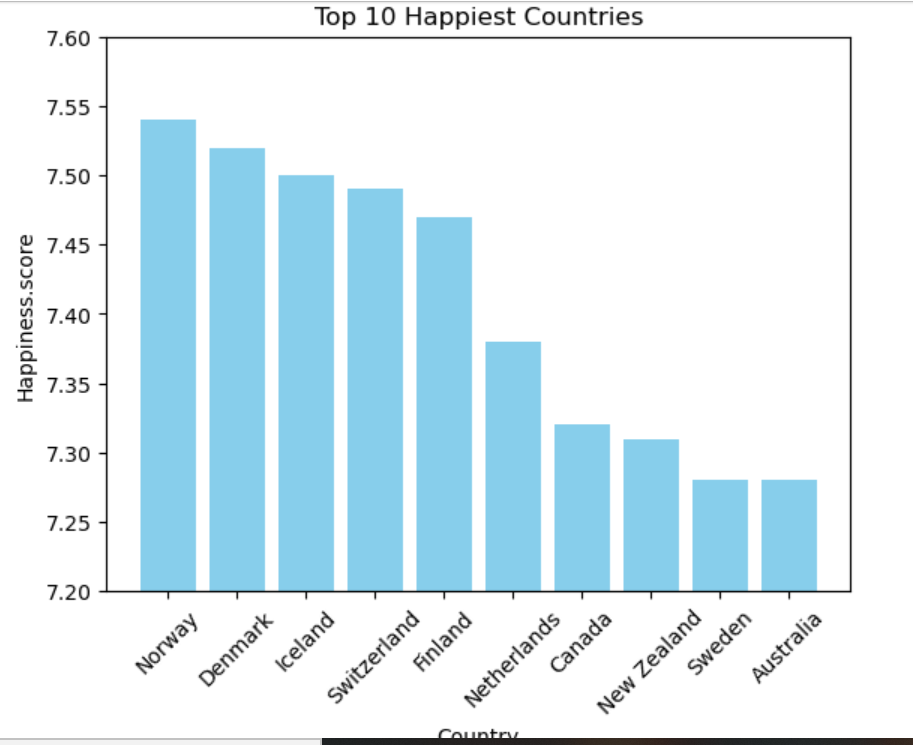 Top 10 Happiest Countries
7.60
7.55
7.50
7.45
7.40
7.35
7.30
7.25
7.20
Happiness.score
Norway
Denmark
Iceland
Switzerland
Finland
Netherlands
Canada
New Zealand
Sweden
Australia
Country